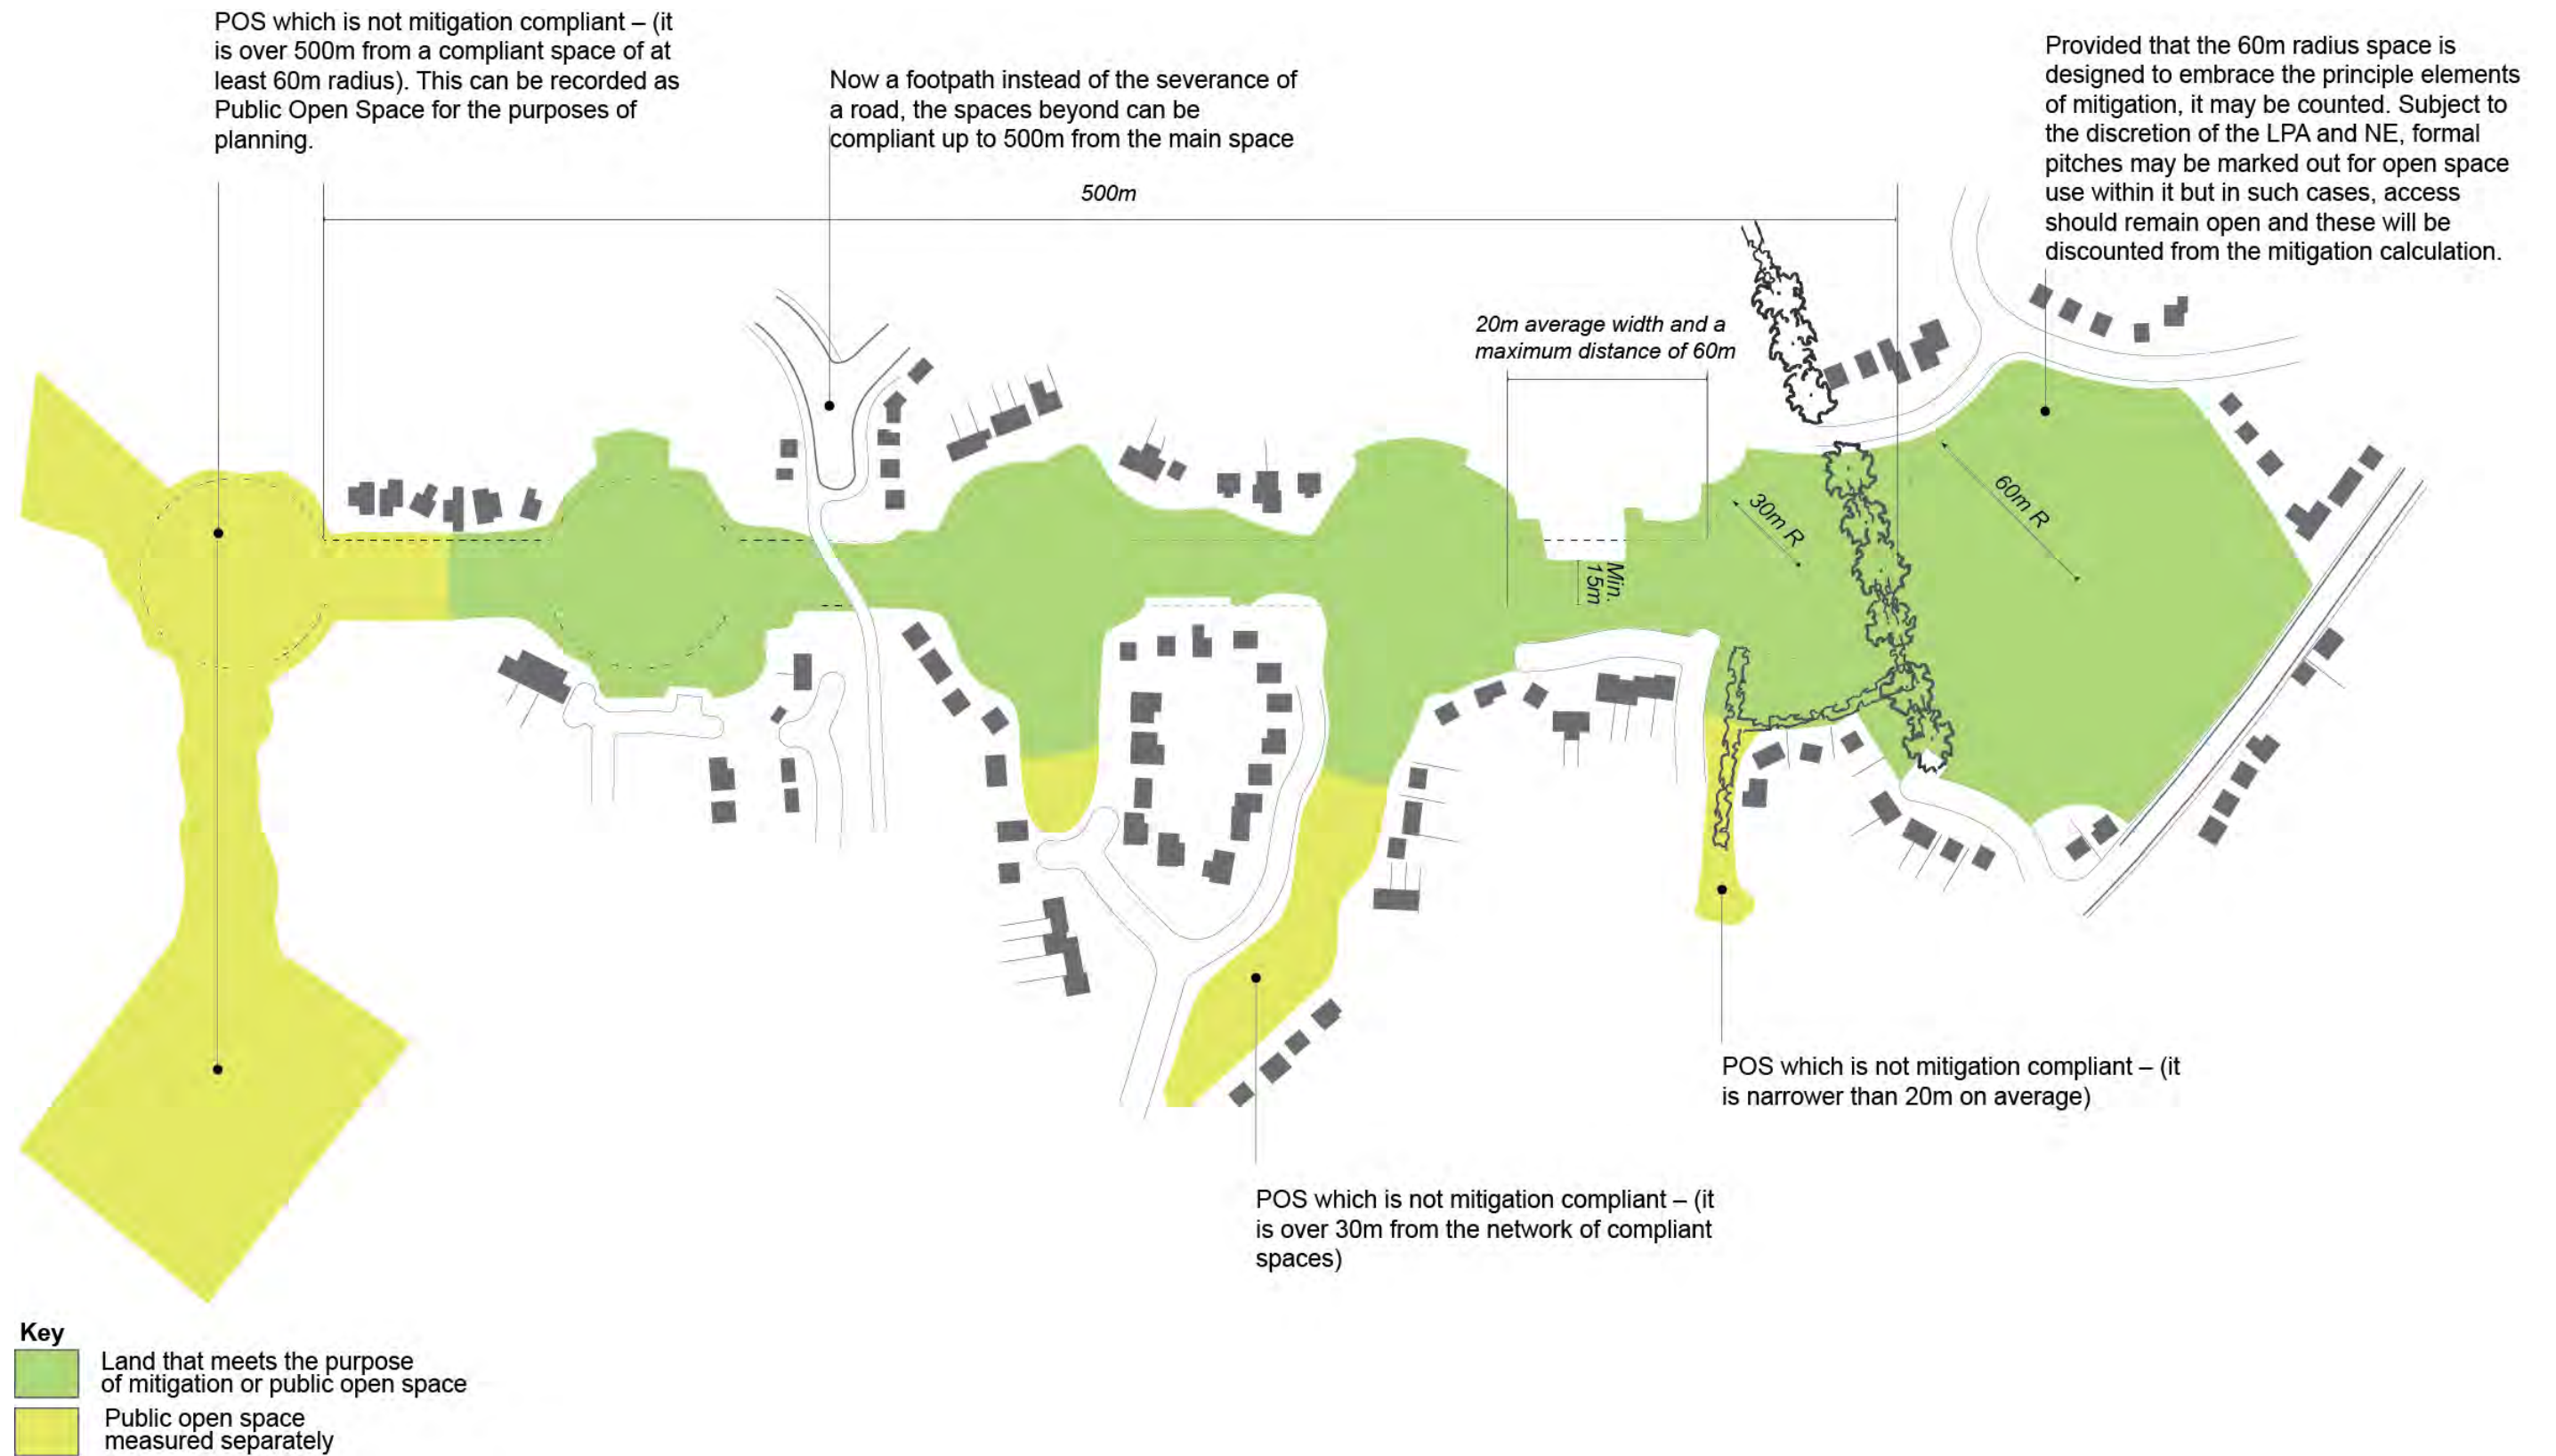 POS which is not mitigation compliant – (it
is over 500m from a compliant space of at
least 60m radius). This can be recorded as
Public Open Space for the purposes of
planning.
Now a footpath instead of the severance of
a road, the spaces beyond can be
compliant up to 500m from the main space
Provided that the 60m radius space is
designed to embrace the principle elements
of mitigation, it may be counted. Subject to
the discretion of the LPA and NE, formal
pitches may be marked out for open space
use within it but in such cases, access
should remain open and these will be
discounted from the mitigation calculation.
500m
20m average width and a
maximum distance of 60m
30m R
60m R
Min.
15m
POS which is not mitigation compliant – (it
is narrower than 20m on average)
POS which is not mitigation compliant – (it
is over 30m from the network of compliant
spaces)
Key
Land that meets the purpose
of mitigation or public open space
Public open space
measured separately